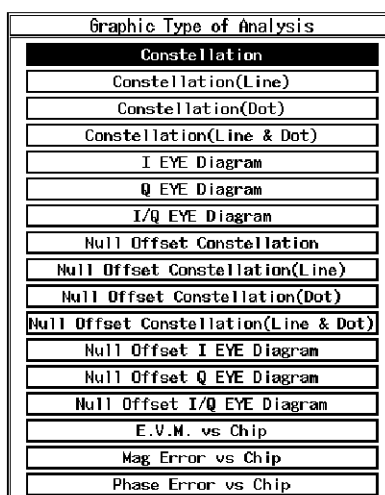 Graphic Type of Analysis
Constellation
Constellation(Line)
Constellation(Dot)
Constellation(Line & Dot)
I EYE Diagram
Q EYE Diagram
I/Q EYE Diagram
Null Offset Constellation
Null Offset Constellation(Line)
Null Offset Constellation(Dot)
Null Offset Constellation(Line & Dot)
Null Offset I EYE Diagram
Null Offset Q EYE Diagram
Null Offset I/Q EYE Diagram
E.V.M. vs Chip
Mag Error vs Chip
Phase Error vs Chip